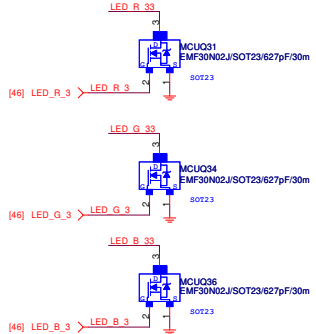 LED_R_33
3
D
MCUQ31
EMF30N02J/SOT23/627pF/30m
G
S
SOT23
[46] LED_R_3
LED_R_3
2
1
LED_G_33
3
D
MCUQ34
EMF30N02J/SOT23/627pF/30m
G
S
SOT23
[46] LED_G_3
LED_G_3
2
1
LED_B_33
3
D
MCUQ36
EMF30N02J/SOT23/627pF/30m
G
S
SOT23
[46] LED_B_3
LED_B_3
2
1